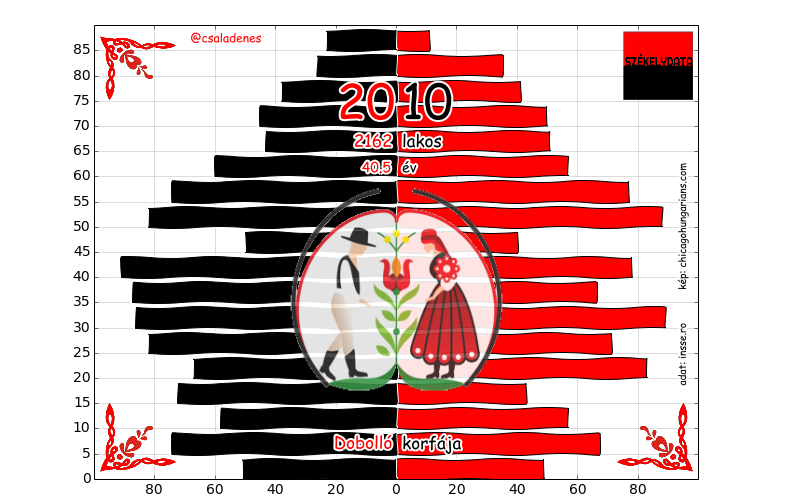 @csaladenes
SZÉKELYDATA
2010
2162 lakos
40.5 év
kép: chicagohungarians.com
adat: insse.ro
Dobolló korfája
85
80
75
70
65
60
55
50
45
40
35
30
25
20
15
10
5
0
80 60 40 20 0 20 40 60 80